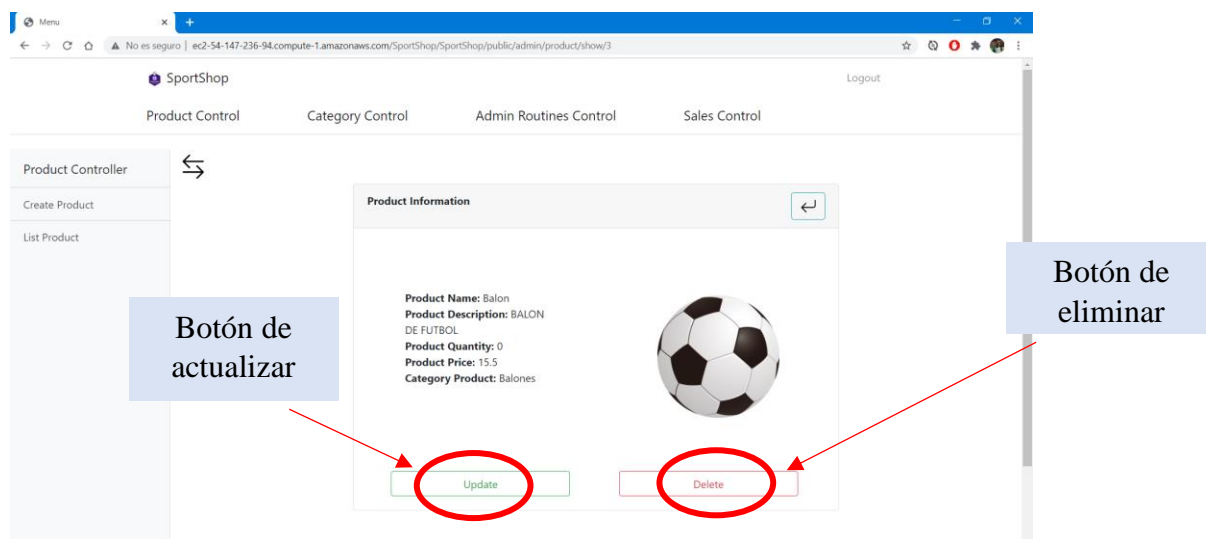 Menu
No es seguro | ec2-54-147-236-94.compute-1.amazonaws.com/SportShop/SportShop/public/admin/product/show/3
SportShop
Logout
Product Control
Category Control
Admin Routines Control
Sales Control
Product Controller
Create Product
List Product
Product Information
Product Name: Balon
Product Description: BALON
DE FUTBOL
Product Quantity: 0
Product Price: 15.5
Category Product: Balones
Update
Delete
Botón de
actualizar
Botón de
eliminar